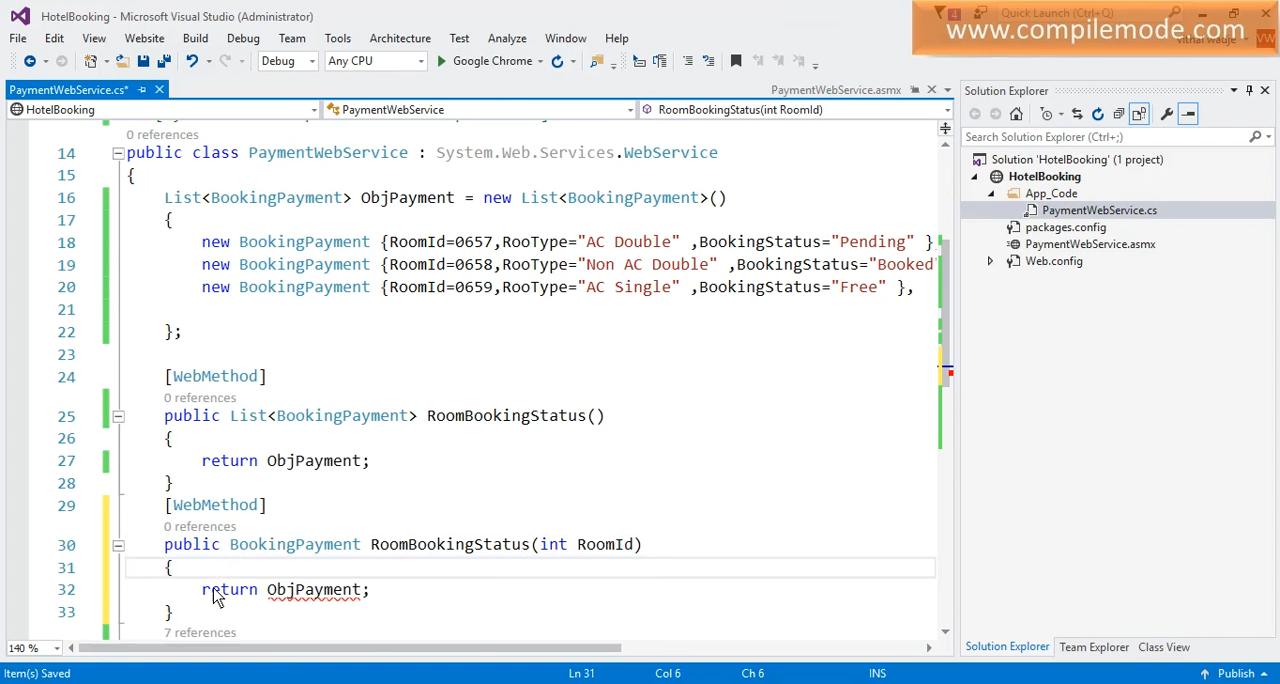 HotelBooking - Microsoft Visual Studio (Administrator)
4
Quick Launch (Ctrl+;)
www.compilemode.com
VW
File Edit View Website Build Debug Team Tools Architecture Test Analyze Window Help
Debug Any CPU Google Chrome
PaymentWebService.cs*
PaymentWebService.asmx
HotelBooking
PaymentWebService
RoomBookingStatus(int RoomId)
0 references
14 public class PaymentWebService : System.Web.Services.WebService
15 {
16 List<BookingPayment> ObjPayment = new List<BookingPayment>()
17 {
18 new BookingPayment {RoomId=0657,RooType="AC Double" ,BookingStatus="Pending" },
19 new BookingPayment {RoomId=0658,RooType="Non AC Double" ,BookingStatus="Booked"
20 new BookingPayment {RoomId=0659,RooType="AC Single" ,BookingStatus="Free" },
21
22 };
23
24 [WebMethod]
0 references
25 public List<BookingPayment> RoomBookingStatus()
26 {
27 return ObjPayment;
28 }
29 [WebMethod]
0 references
30 public BookingPayment RoomBookingStatus(int RoomId)
31 {
32 return ObjPayment;
33 }
7 references
140 %
Solution Explorer
Search Solution Explorer (Ctrl+;)
Solution 'HotelBooking' (1 project)
HotelBooking
App_Code
PaymentWebService.cs
packages.config
PaymentWebService.asmx
Web.config
Solution Explorer Team Explorer Class View
Item(s) Saved Ln 31 Col 6 Ch 6 INS Publish